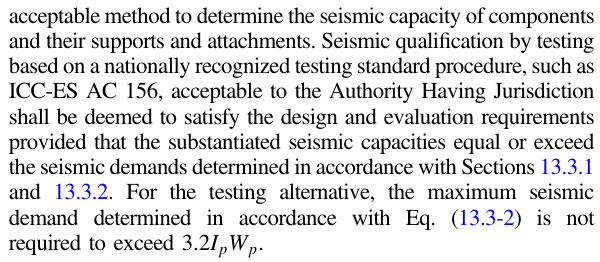 acceptable method to determine the seismic capacity of components
and their supports and attachments. Seismic qualification by testing
based on a nationally recognized testing standard procedure, such as
ICC-ES AC 156, acceptable to the Authority Having Jurisdiction
shall be deemed to satisfy the design and evaluation requirements
provided that the substantiated seismic capacities equal or exceed
the seismic demands determined in accordance with Sections 13.3.1
and 13.3.2. For the testing alternative, the maximum seismic
demand determined in accordance with Eq. (13.3-2) is not
required to exceed 3.2IpWp.